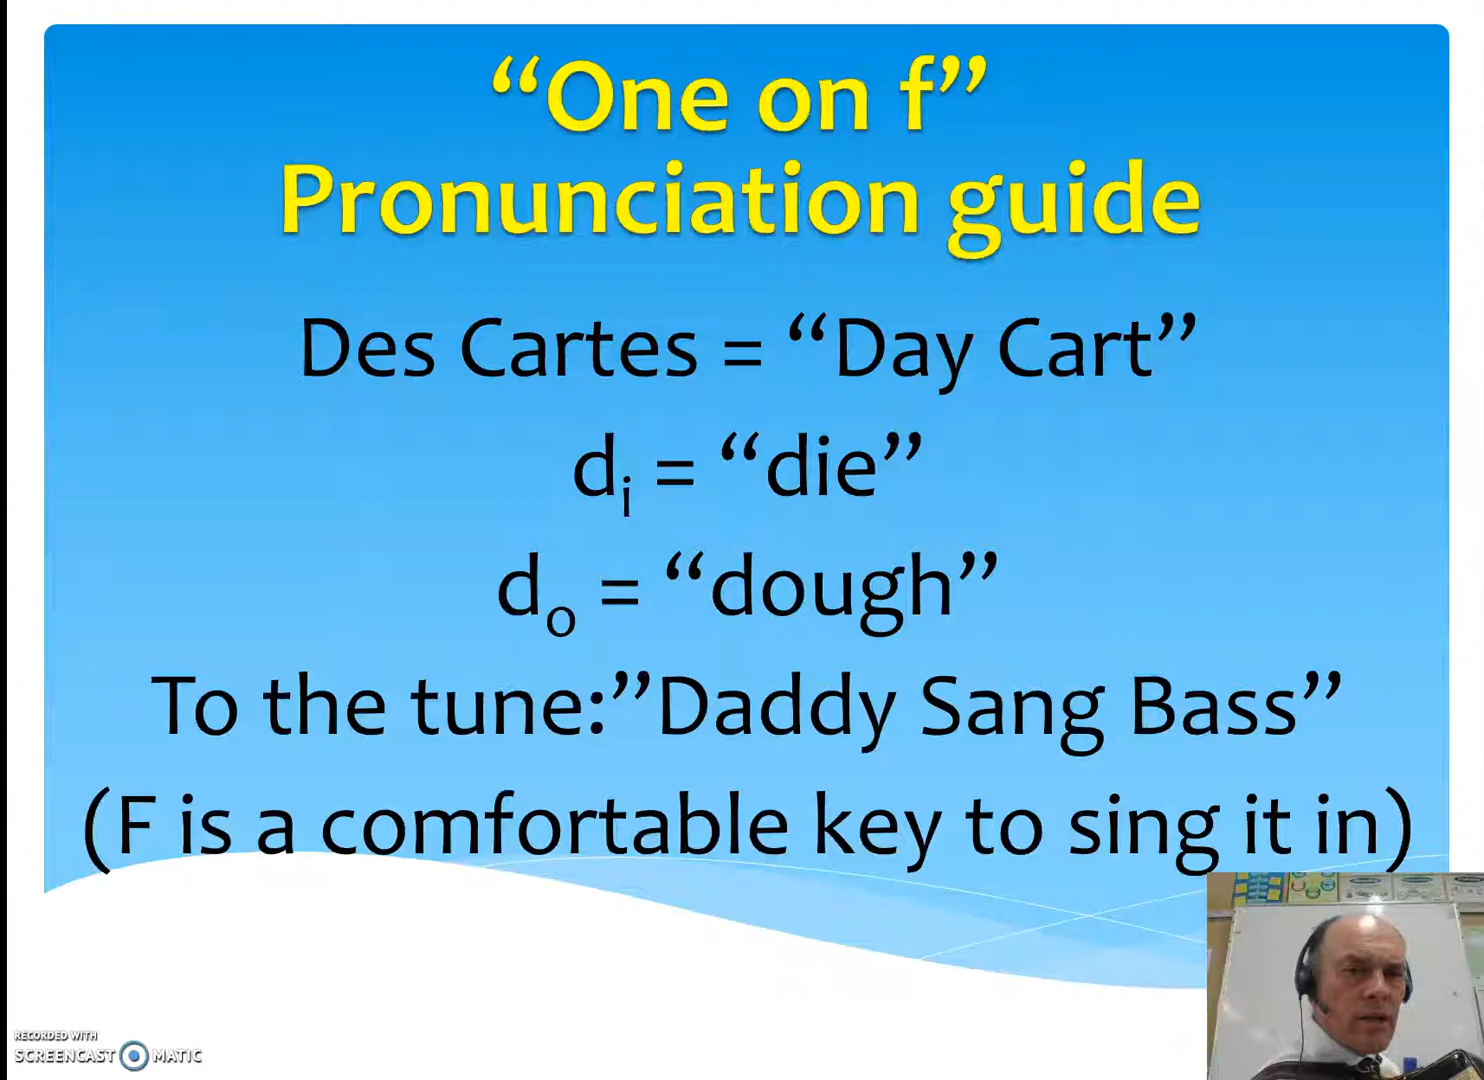 “One on f”
Pronunciation guide
Des Cartes = “Day Cart”
dᵢ = “die”
dₒ = “dough”
To the tune:”Daddy Sang Bass”
(F is a comfortable key to sing it in)
RECORDED WITH
SCREENCAST MATIC